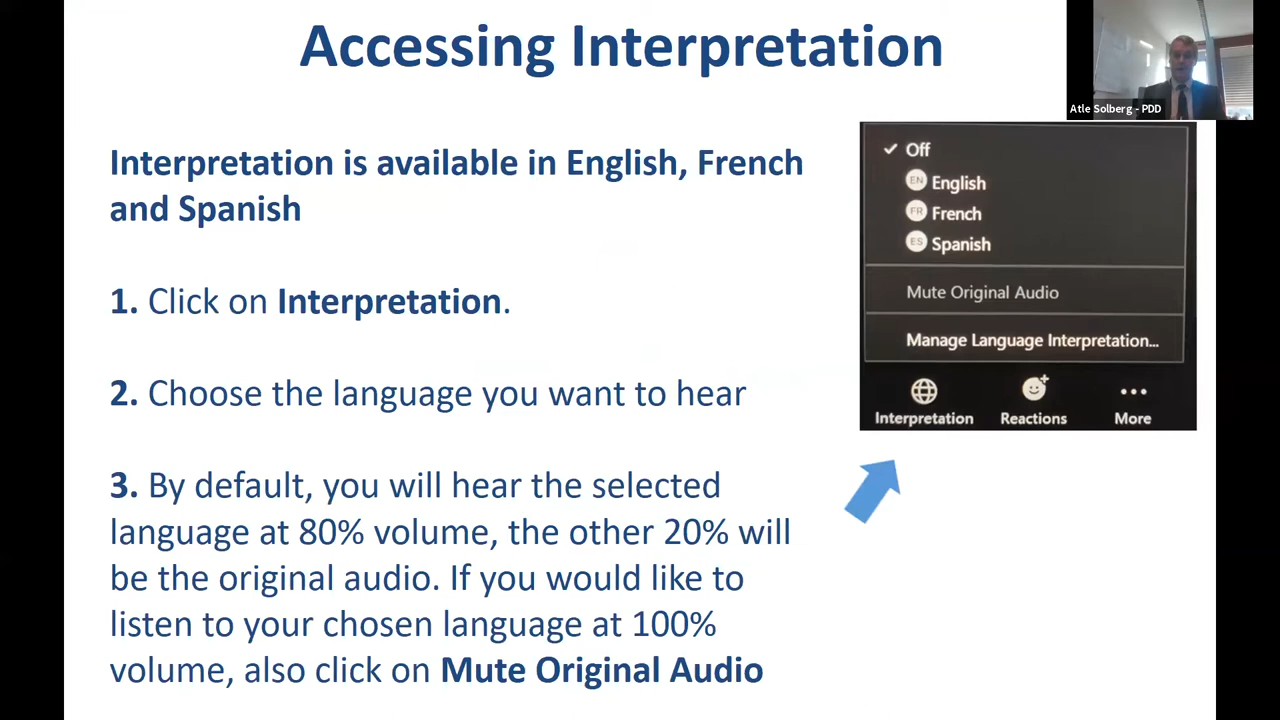 Accessing Interpretation
Atle Solberg - PDD
Interpretation is available in English, French
and Spanish
1. Click on Interpretation.
2. Choose the language you want to hear
3. By default, you will hear the selected
language at 80% volume, the other 20% will
be the original audio. If you would like to
listen to your chosen language at 100%
volume, also click on Mute Original Audio
Off
EN English
FR French
ES Spanish
Mute Original Audio
Manage Language Interpretation...
Interpretation
Reactions
More